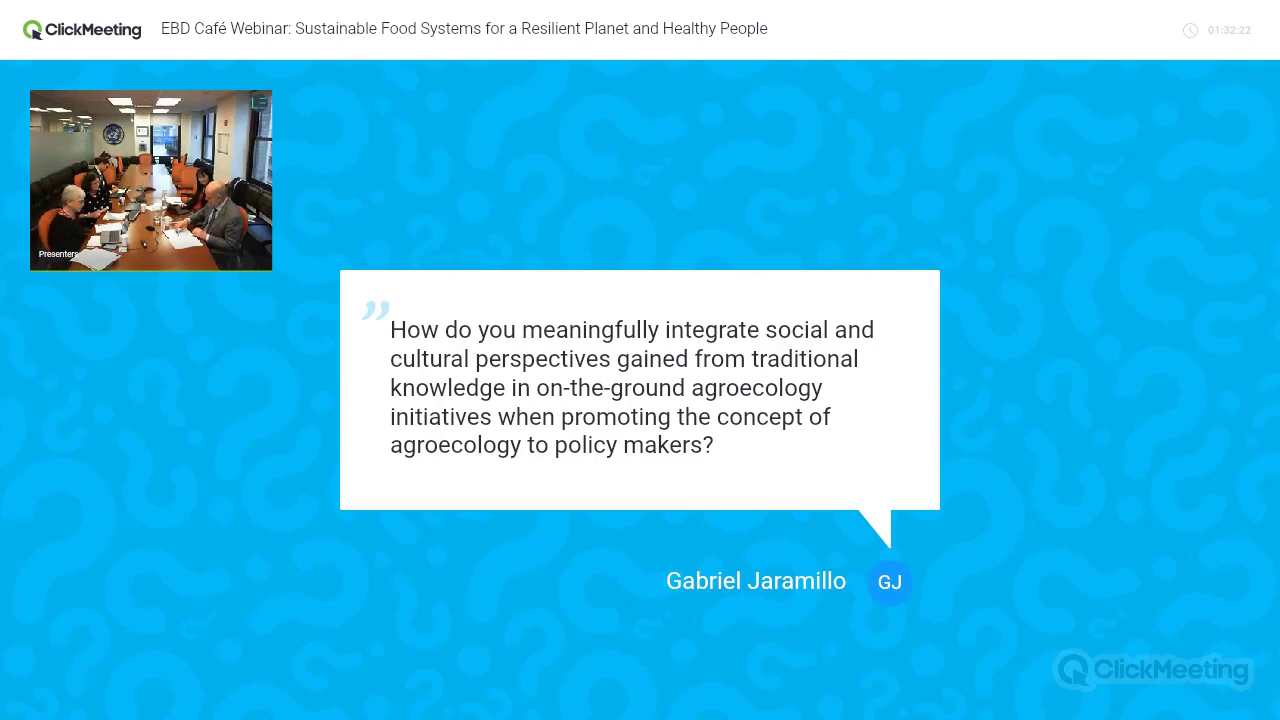 ClickMeeting
EBD Café Webinar: Sustainable Food Systems for a Resilient Planet and Healthy People
01:32:22
Presenters
”
How do you meaningfully integrate social and
cultural perspectives gained from traditional
knowledge in on-the-ground agroecology
initiatives when promoting the concept of
agroecology to policy makers?
Gabriel Jaramillo
GJ
ClickMeeting